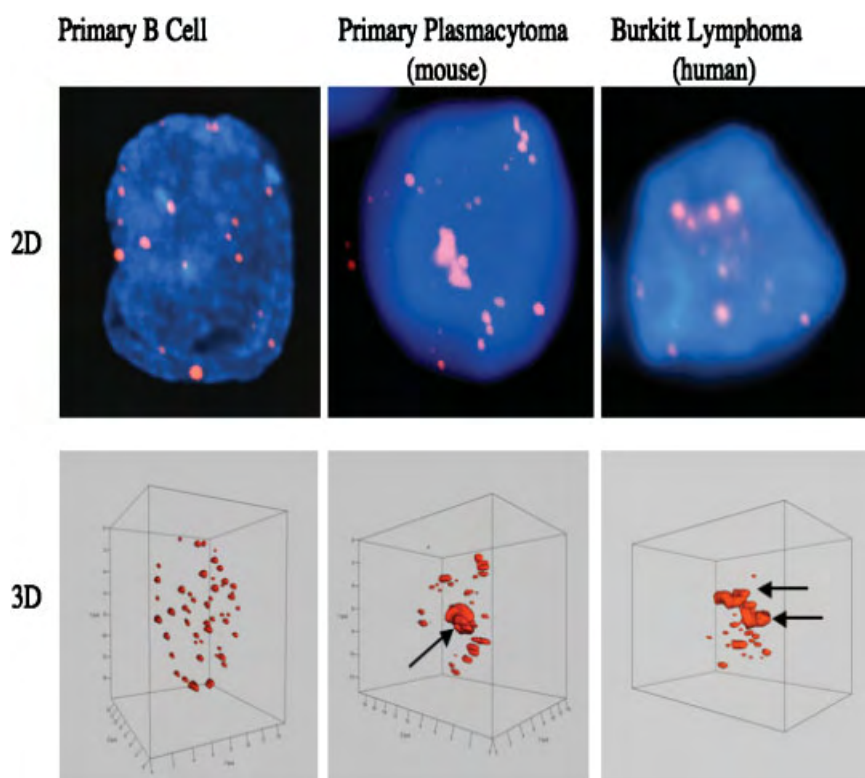 Primary B Cell
Primary Plasmacytoma
(mouse)
Burkitt Lymphoma
(human)
2D
3D